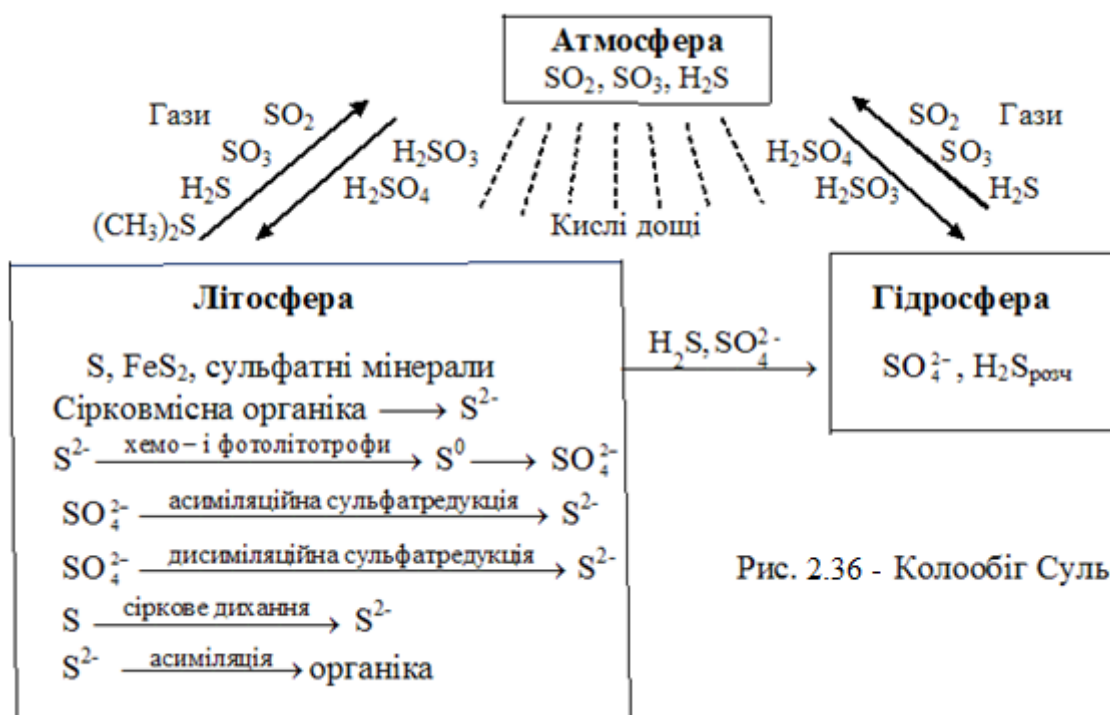 Атмосфера
SO₂, SO₃, H₂S
Гази SO₂
SO₃
H₂S
(CH₃)₂S
H₂SO₃
H₂SO₄
Кислі дощі
H₂SO₄
H₂SO₃
SO₂ Гази
SO₃
H₂S
Літосфера
S, FeS₂, сульфатні мінерали
Сірковмісна органіка ⟶ S²⁻
S²⁻ хемо – і фотолітотрофи ⟶ S⁰ ⟶ SO₄²⁻
SO₄²⁻ асиміляційна сульфатредукція ⟶ S²⁻
SO₄²⁻ дисиміляційна сульфатредукція ⟶ S²⁻
S сіркове дихання ⟶ S²⁻
S²⁻ асиміляція ⟶ органіка
H₂S, SO₄²⁻
Гідросфера
SO₄²⁻, H₂Sрозч
Рис. 2.36 - Колообіг Суль